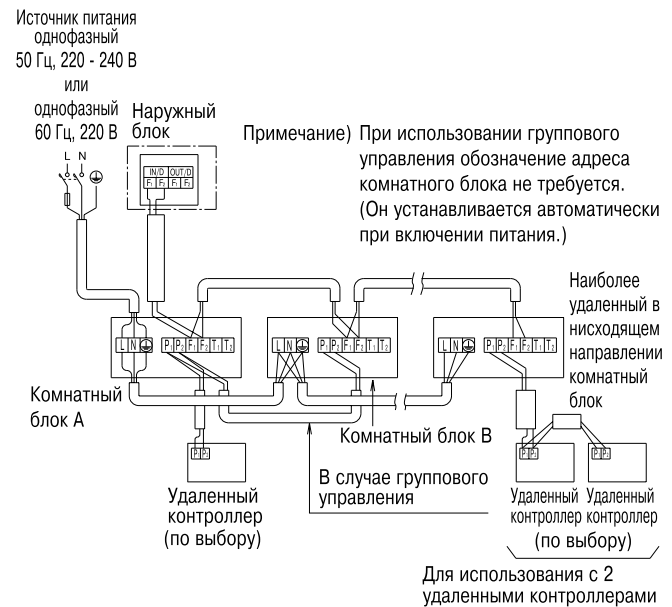 Источник питания
однофазный
50 Гц, 220 - 240 В
или
однофазный
60 Гц, 220 В
L N
Наружный
блок
IN/D OUT/D
F₁ F₂ F₁ F₂
Примечание) При использовании группового
управления обозначение адреса
комнатного блока не требуется.
(Он устанавливается автоматически
при включении питания.)
Наиболее
удаленный в
нисходящем
направлении
комнатный
блок
L N P₁ P₂ F₁ F₂ T₁ T₂
L N P₁ P₂ F₁ F₂ T₁ T₂
L N P₁ P₂ F₁ F₂ T₁ T₂
Комнатный
блок А
Комнатный блок В
P₁ P₂
P₁ P₂
P₁ P₂
В случае группового
управления
Удаленный
контроллер
(по выбору)
Удаленный Удаленный
контроллер контроллер
(по выбору)
Для использования с 2
удаленными контроллерами